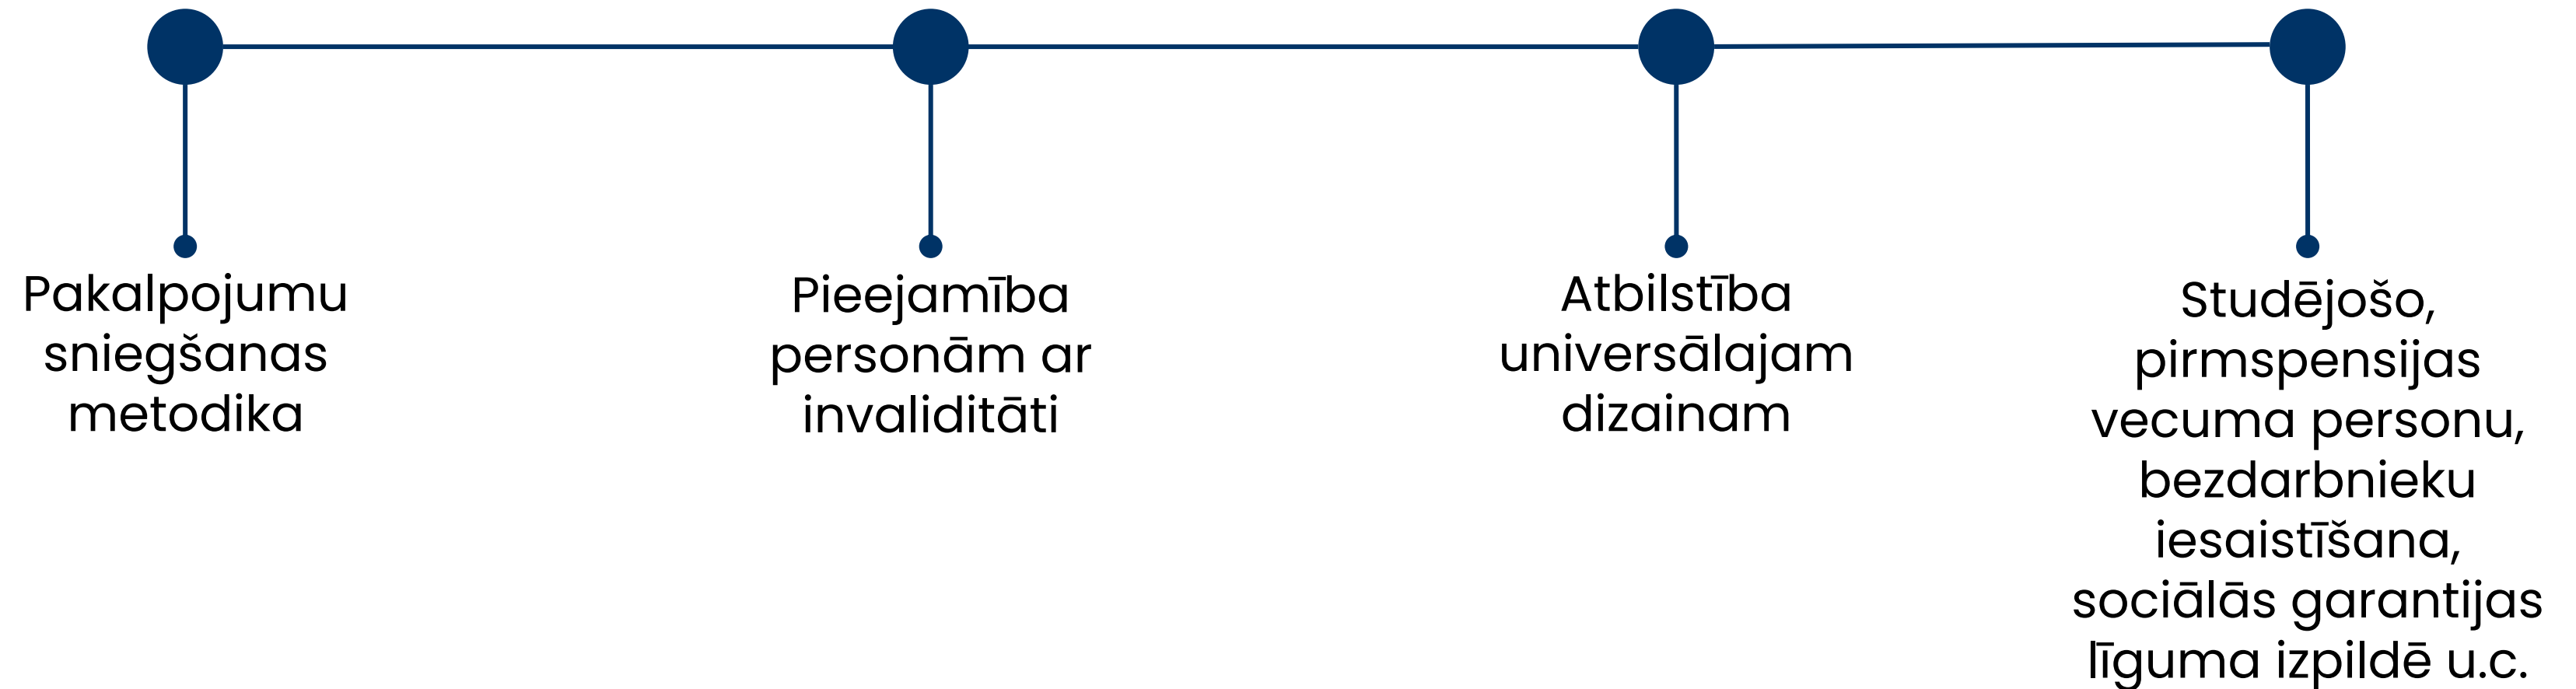 Pakalpojumu
sniegšanas
metodika
Pieejamība
personām ar
invaliditāti
Atbilstība
universālajam
dizainam
Studējošo,
pirmspensijas
vecuma personu,
bezdarbnieku
iesaistīšana,
sociālās garantijas
līguma izpildē u.c.